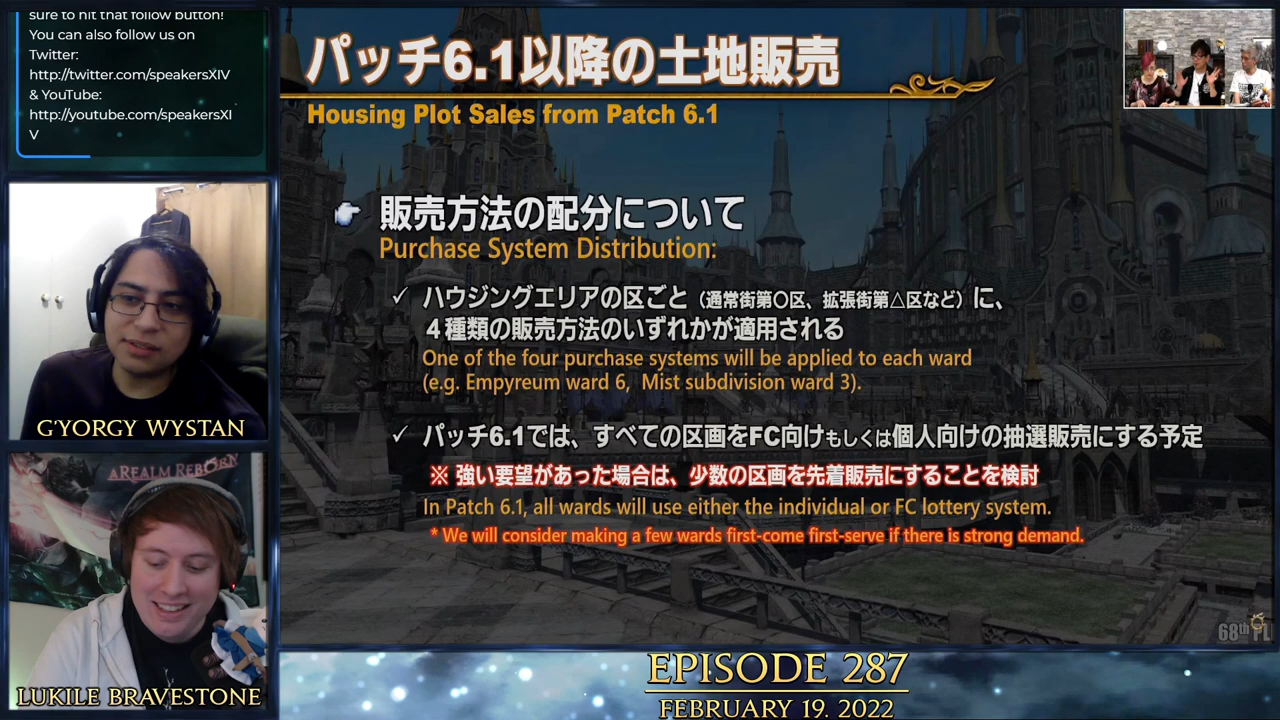 sure to hit that follow button!
You can also follow us on
Twitter:
http://twitter.com/speakersXIV
& YouTube:
http://youtube.com/speakersXI
V
パッチ6.1以降の土地販売
Housing Plot Sales from Patch 6.1
販売方法の配分について
Purchase System Distribution:
✓ ハウジングエリアの区ごと（通常街第〇区、拡張街第△区など）に、
４種類の販売方法のいずれかが適用される
One of the four purchase systems will be applied to each ward
(e.g. Empyreum ward 6, Mist subdivision ward 3).
✓ パッチ6.1では、すべての区画をFC向けもしくは個人向けの抽選販売にする予定
※ 強い要望があった場合は、少数の区画を先着販売にすることを検討
In Patch 6.1, all wards will use either the individual or FC lottery system.
* We will consider making a few wards first-come first-serve if there is strong demand.
68th
G'YORGY WYSTAN
A REALM REBORN
LUKILE BRAVESTONE
EPISODE 287
FEBRUARY 19, 2022